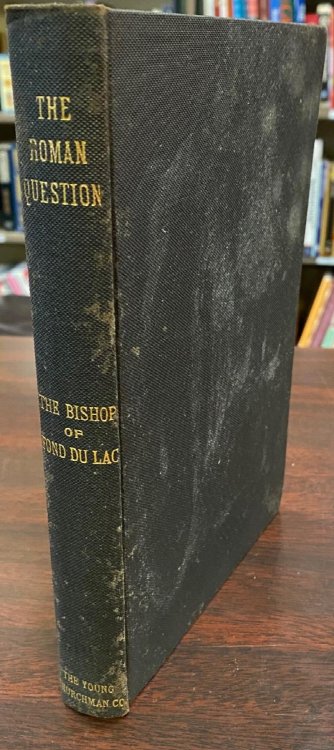 THE
ROMAN
QUESTION
THE BISHOP
OF
FOND DU LAC
THE YOUNG
CHURCHMAN CO.